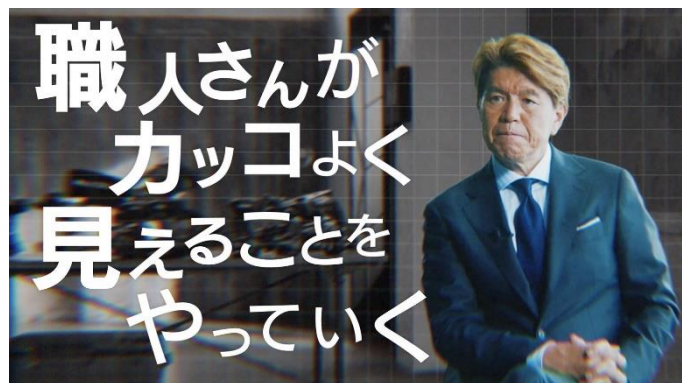 職人さんが
カッコよく
見えることを
やっていく